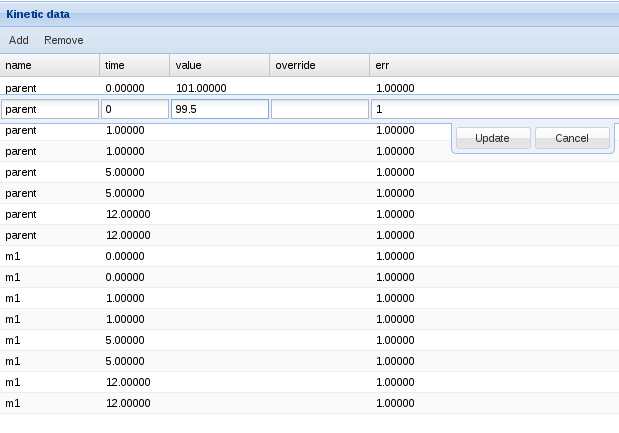 Kinetic data
Add Remove
name time value override err
parent 0.00000 101.00000 1.00000
parent 0 99.5 1
parent 1.00000 1.00000
Update Cancel
parent 1.00000 1.00000
parent 5.00000 1.00000
parent 5.00000 1.00000
parent 12.00000 1.00000
parent 12.00000 1.00000
m1 0.00000 1.00000
m1 0.00000 1.00000
m1 1.00000 1.00000
m1 1.00000 1.00000
m1 5.00000 1.00000
m1 5.00000 1.00000
m1 12.00000 1.00000
m1 12.00000 1.00000